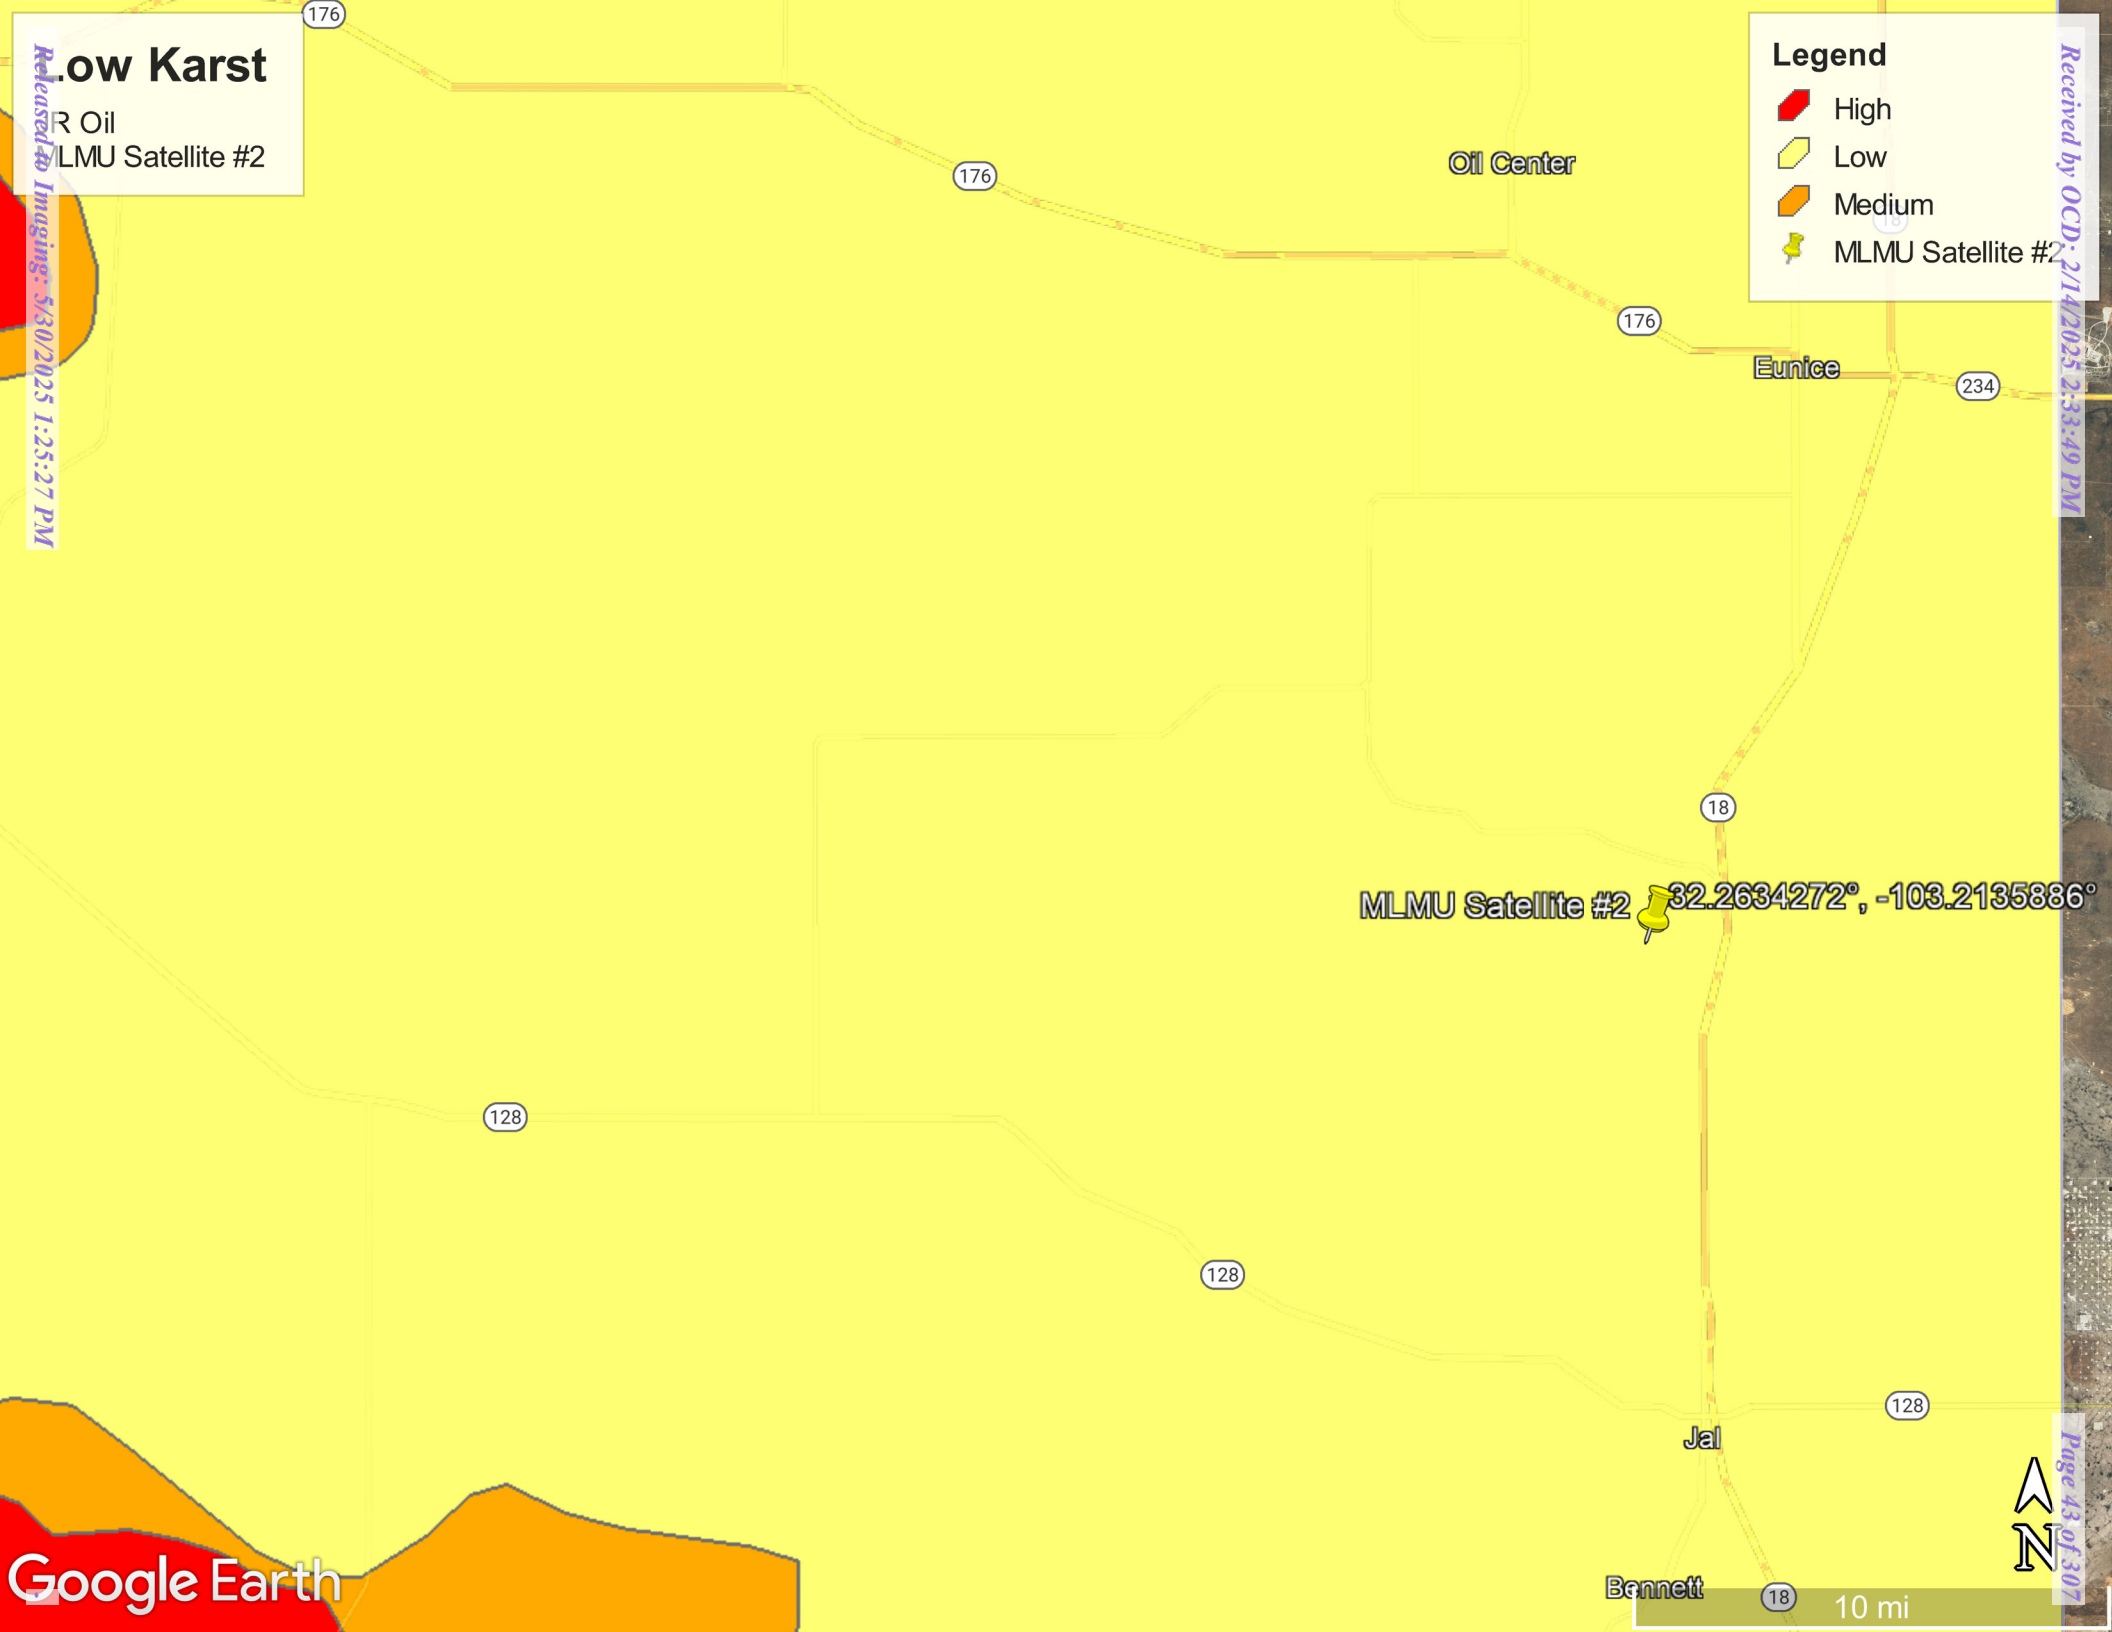 Low Karst
R Oil
MLMU Satellite #2
Released to Imaging: 5/30/2025 1:25:27 PM
Received by OCD: 2/14/2025 2:33:49 PM
Page 43 of 307
Legend
High
Low
Medium
MLMU Satellite #2
176
176
Oil Center
18
176
Eunice
234
18
MLMU Satellite #2
32.2634272°, -103.2135886°
128
128
128
Jal
N
Google Earth
Bennett
18
10 mi